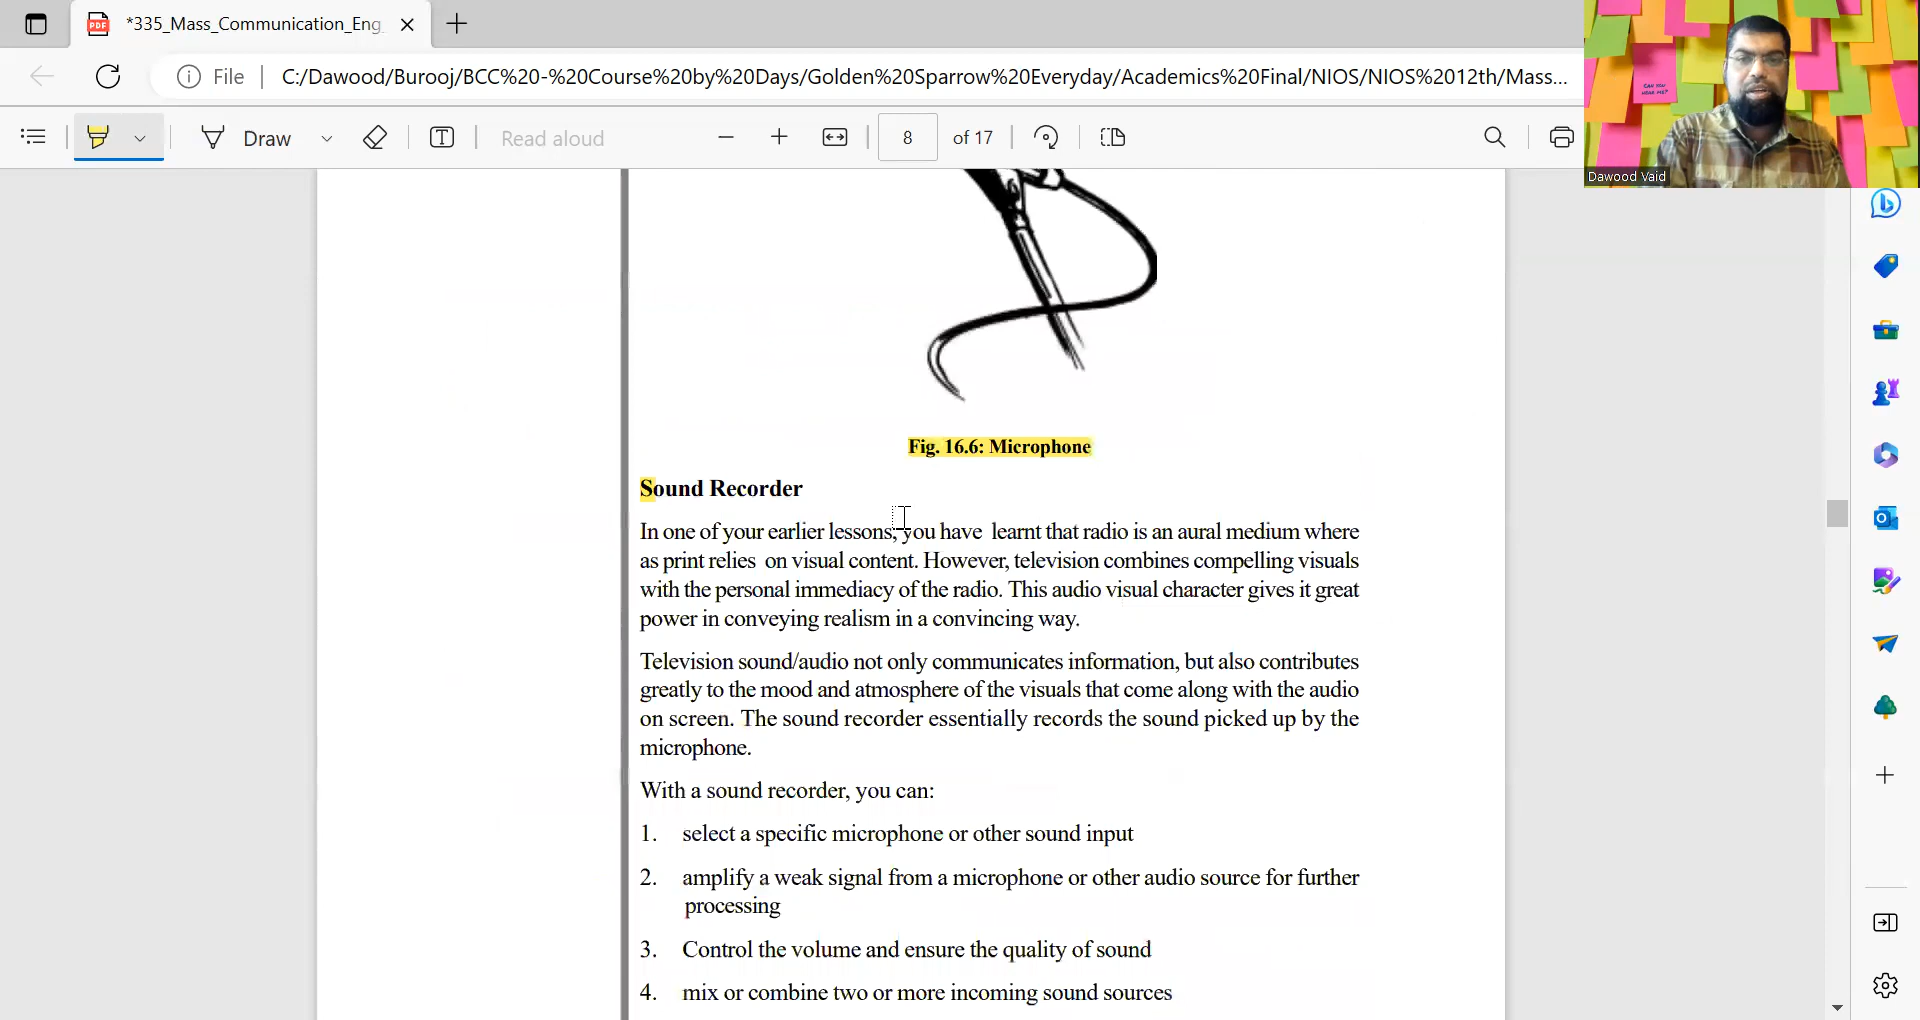 *335_Mass_Communication_Eng
File
C:/Dawood/Burooj/BCC%20-%20Course%20by%20Days/Golden%20Sparrow%20Everyday/Academics%20Final/NIOS/NIOS%2012th/Mass...
Draw
Read aloud
8 of 17
CAN YOU
HEAR ME?
Dawood Vaid
Fig. 16.6: Microphone
Sound Recorder
In one of your earlier lessons, you have learnt that radio is an aural medium where
as print relies on visual content. However, television combines compelling visuals
with the personal immediacy of the radio. This audio visual character gives it great
power in conveying realism in a convincing way.
Television sound/audio not only communicates information, but also contributes
greatly to the mood and atmosphere of the visuals that come along with the audio
on screen. The sound recorder essentially records the sound picked up by the
microphone.
With a sound recorder, you can:
1. select a specific microphone or other sound input
2. amplify a weak signal from a microphone or other audio source for further
processing
3. Control the volume and ensure the quality of sound
4. mix or combine two or more incoming sound sources